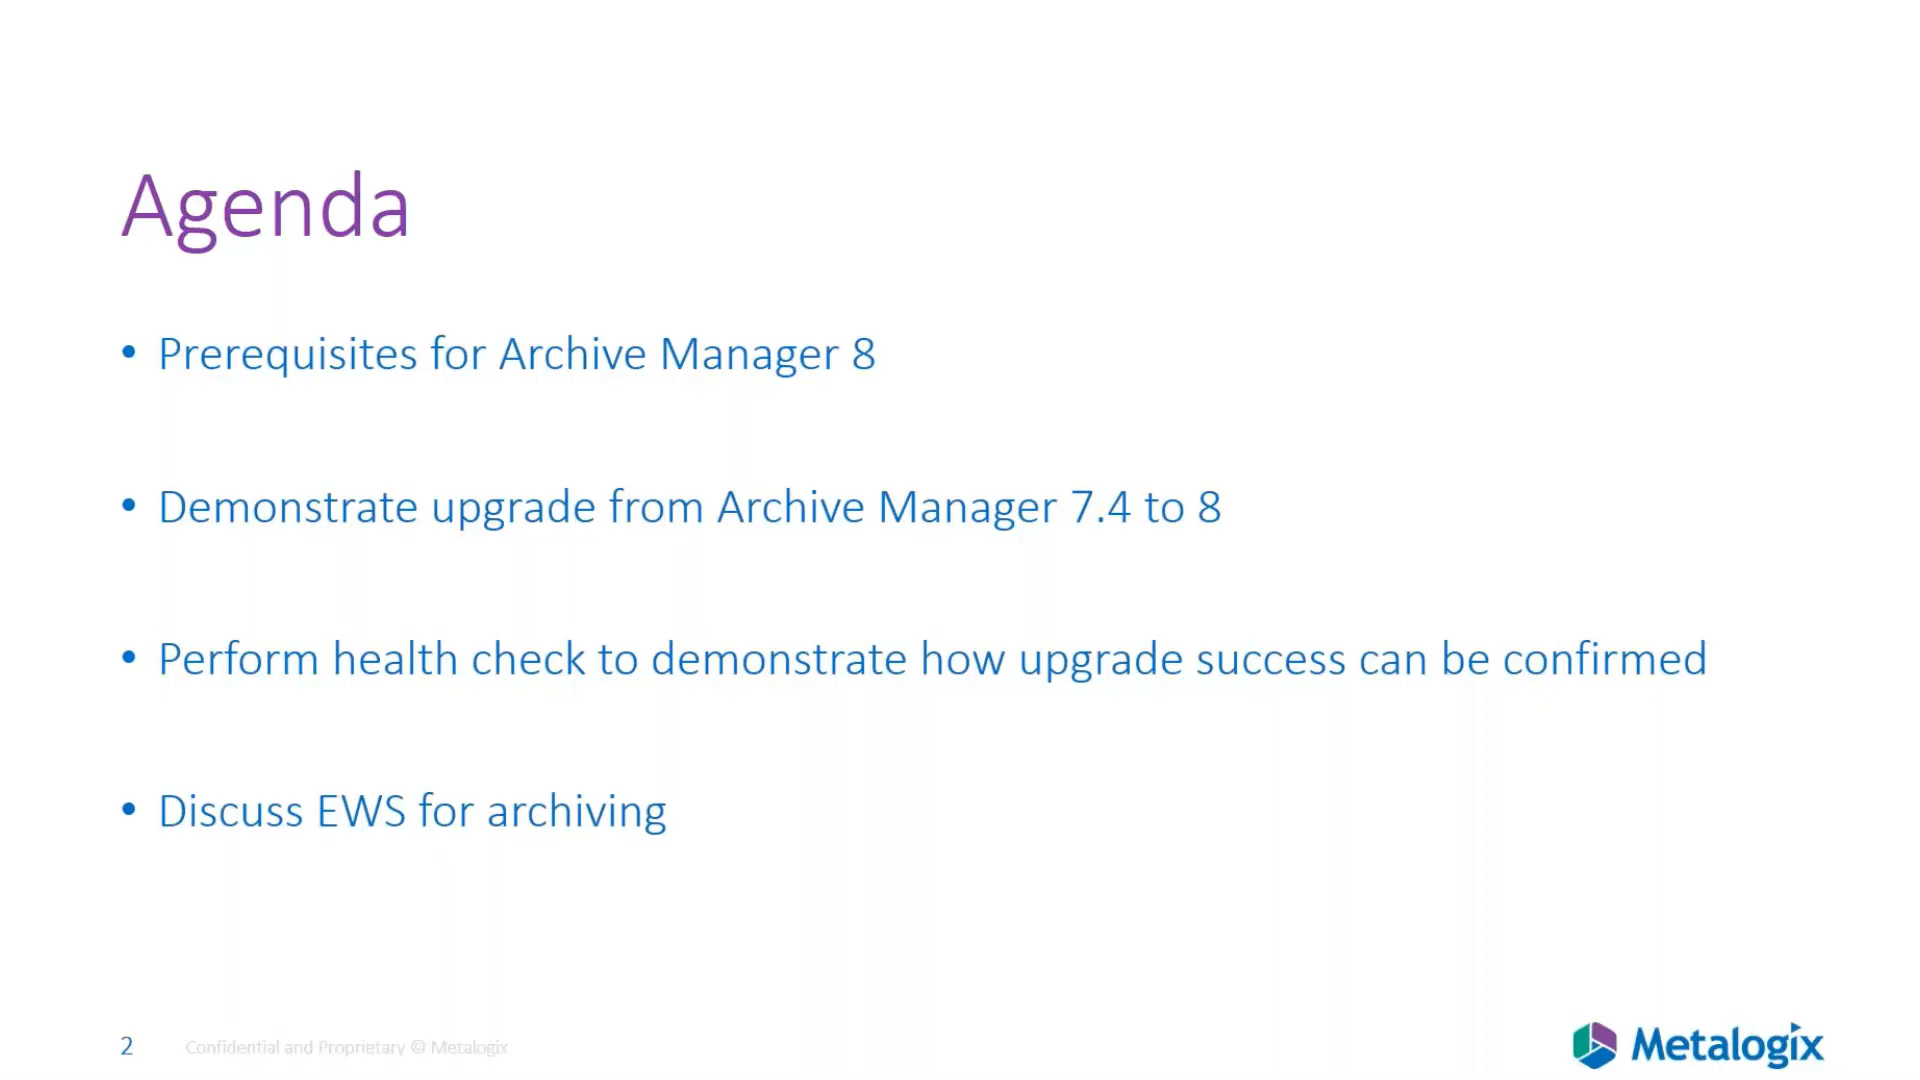 Agenda
• Prerequisites for Archive Manager 8
• Demonstrate upgrade from Archive Manager 7.4 to 8
• Perform health check to demonstrate how upgrade success can be confirmed
• Discuss EWS for archiving
2 Confidential and Proprietary © Metalogix
Metalogix